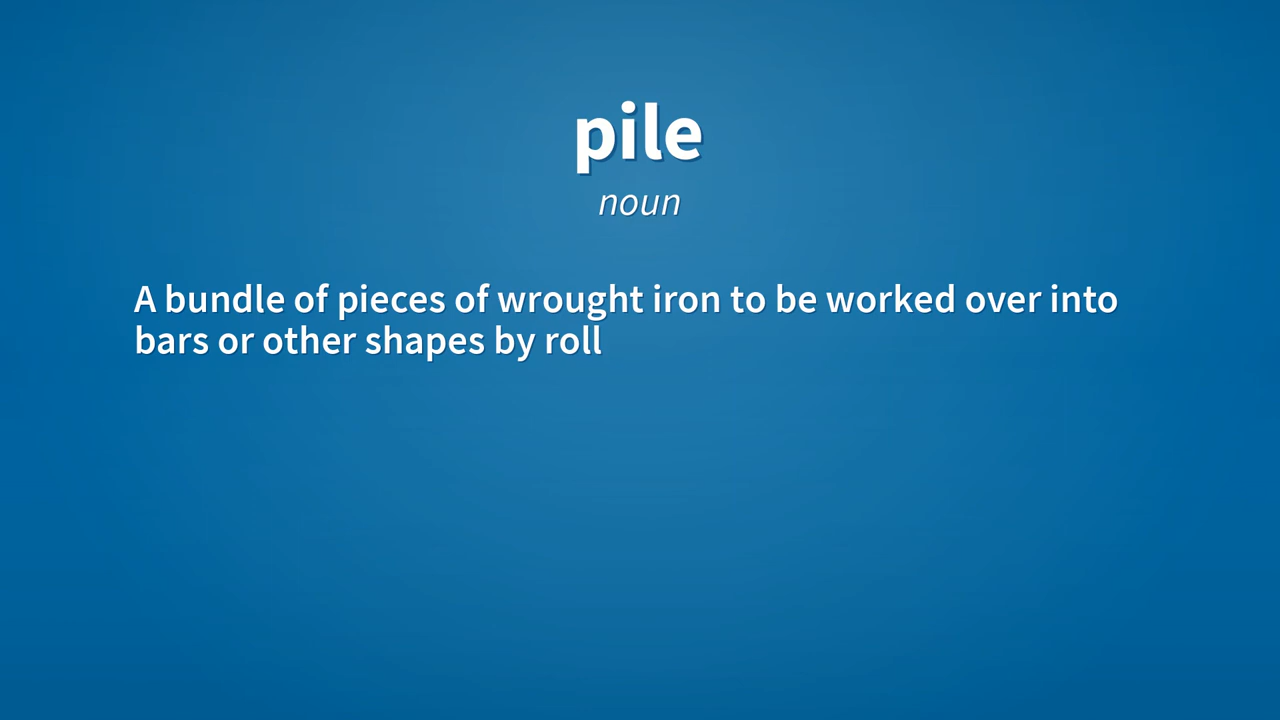 pile
noun
A bundle of pieces of wrought iron to be worked over into
bars or other shapes by roll